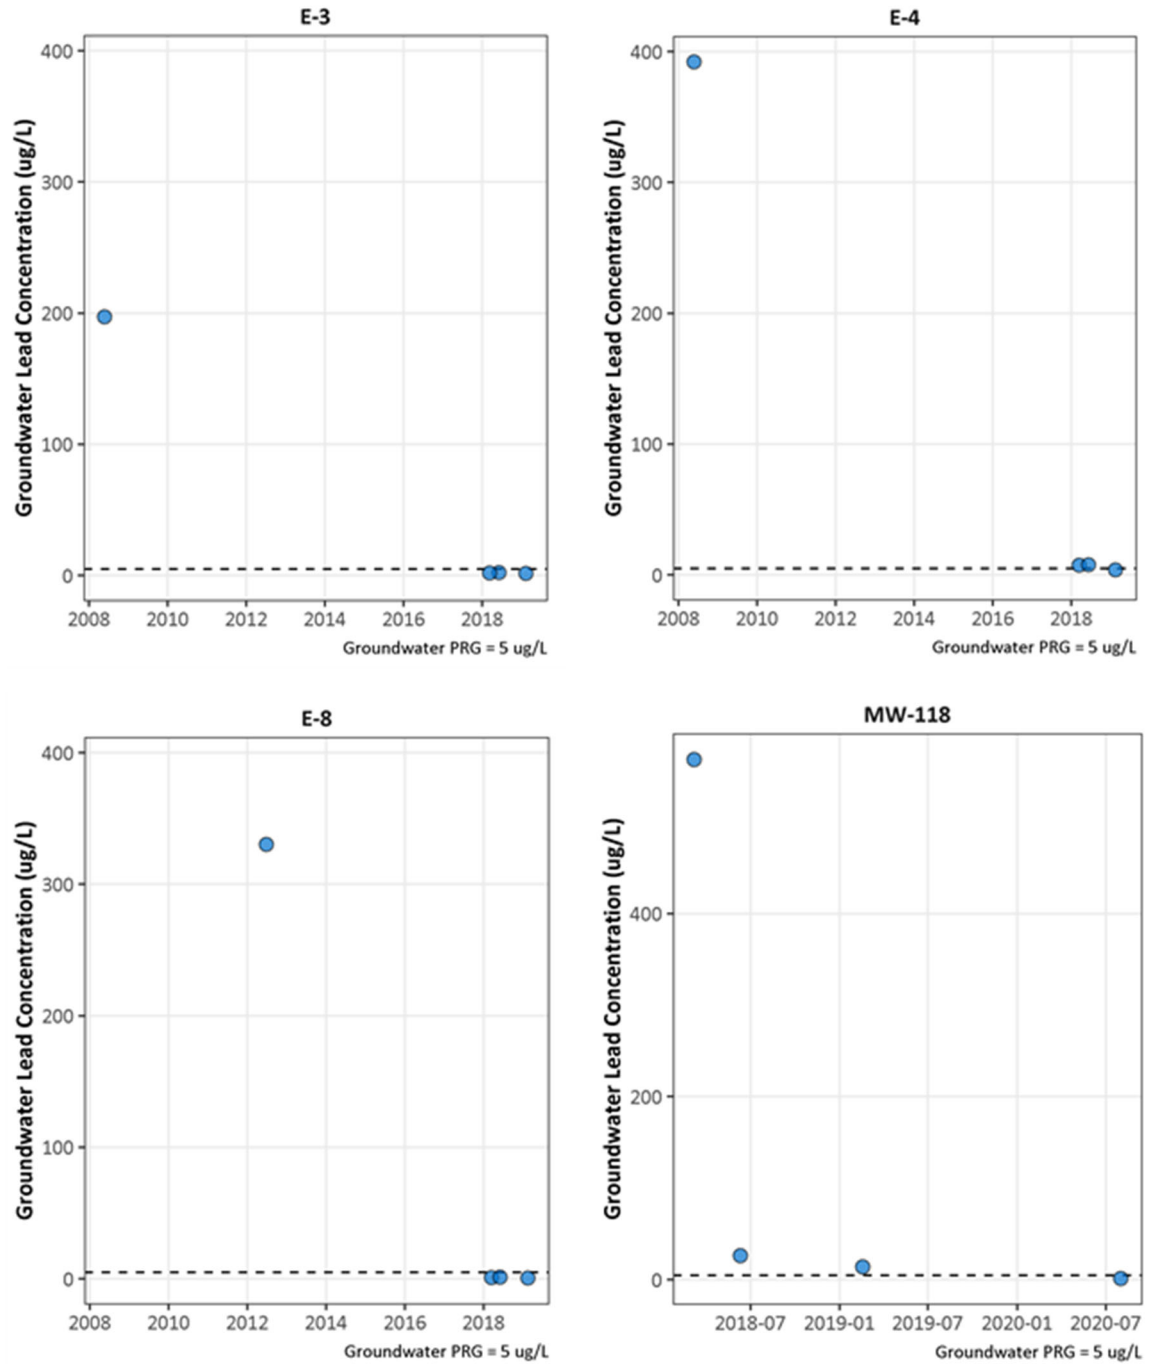 E-3
Groundwater Lead Concentration (ug/L)
400
300
200
100
0
2008 2010 2012 2014 2016 2018
Groundwater PRG = 5 ug/L
E-4
Groundwater Lead Concentration (ug/L)
400
300
200
100
0
2008 2010 2012 2014 2016 2018
Groundwater PRG = 5 ug/L
E-8
Groundwater Lead Concentration (ug/L)
400
300
200
100
0
2008 2010 2012 2014 2016 2018
Groundwater PRG = 5 ug/L
MW-118
Groundwater Lead Concentration (ug/L)
400
200
0
2018-07 2019-01 2019-07 2020-01 2020-07
Groundwater PRG = 5 ug/L